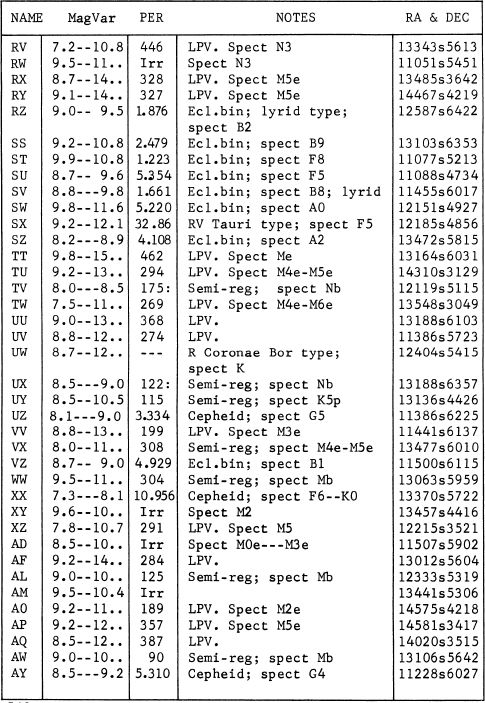 NAME MagVar PER NOTES RA & DEC
RV 7.2--10.8 446 LPV. Spect N3 13343s5613
RW 9.5--11.. Irr Spect N3 11051s5451
RX 8.7--14.. 328 LPV. Spect M5e 13485s3642
RY 9.1--14.. 327 LPV. Spect M5e 14467s4219
RZ 9.0-- 9.5 1.876 Ecl.bin; lyrid type; 12587s6422
spect B2
SS 9.2--10.8 2.479 Ecl.bin; spect B9 13103s6353
ST 9.9--10.8 1.223 Ecl.bin; spect F8 11077s5213
SU 8.7-- 9.6 5.354 Ecl.bin; spect F5 11088s4734
SV 8.8---9.8 1.661 Ecl.bin; spect B8; lyrid 11455s6017
SW 9.8--11.6 5.220 Ecl.bin; spect A0 12151s4927
SX 9.2--12.1 32.86 RV Tauri type; spect F5 12185s4856
SZ 8.2---8.9 4.108 Ecl.bin; spect A2 13472s5815
TT 9.8--15.. 462 LPV. Spect Me 13164s6031
TU 9.2--13.. 294 LPV. Spect M4e-M5e 14310s3129
TV 8.0---8.5 175: Semi-reg; spect Nb 12119s5115
TW 7.5--11.. 269 LPV. Spect M4e-M6e 13548s3049
UU 9.0--13.. 368 LPV. 13188s6103
UV 8.8--12.. 274 LPV. 11386s5723
UW 8.7--12.. --- R Coronae Bor type; 12404s5415
spect K
UX 8.5---9.0 122: Semi-reg; spect Nb 13188s6357
UY 8.5--10.5 115 Semi-reg; spect K5p 13136s4426
UZ 8.1---9.0 3.334 Cepheid; spect G5 11386s6225
VV 8.8--13.. 199 LPV. Spect M3e 11441s6137
VX 8.0--11.. 308 Semi-reg; spect M4e-M5e 13477s6010
VZ 8.7-- 9.0 4.929 Ecl.bin; spect B1 11500s6115
WW 9.5--11.. 304 Semi-reg; spect Mb 13063s5959
XX 7.3---8.1 10.956 Cepheid; spect F6--K0 13370s5722
XY 9.6--10.. Irr Spect M2 13457s4416
XZ 7.8--10.7 291 LPV. Spect M5 12215s3521
AD 8.5--10.. Irr Spect M0e---M3e 11507s5902
AF 9.2--14.. 284 LPV. 13012s5604
AL 9.0--10.. 125 Semi-reg; spect Mb 12333s5319
AM 9.5--10.4 Irr 13441s5306
AO 9.2--11.. 189 LPV. Spect M2e 14575s4218
AP 9.2--12.. 357 LPV. Spect M5e 14581s3417
AQ 8.5--12.. 387 LPV. 14020s3515
AW 9.0--10.. 90 Semi-reg; spect Mb 13106s5642
AY 8.5---9.2 5.310 Cepheid; spect G4 11228s6027